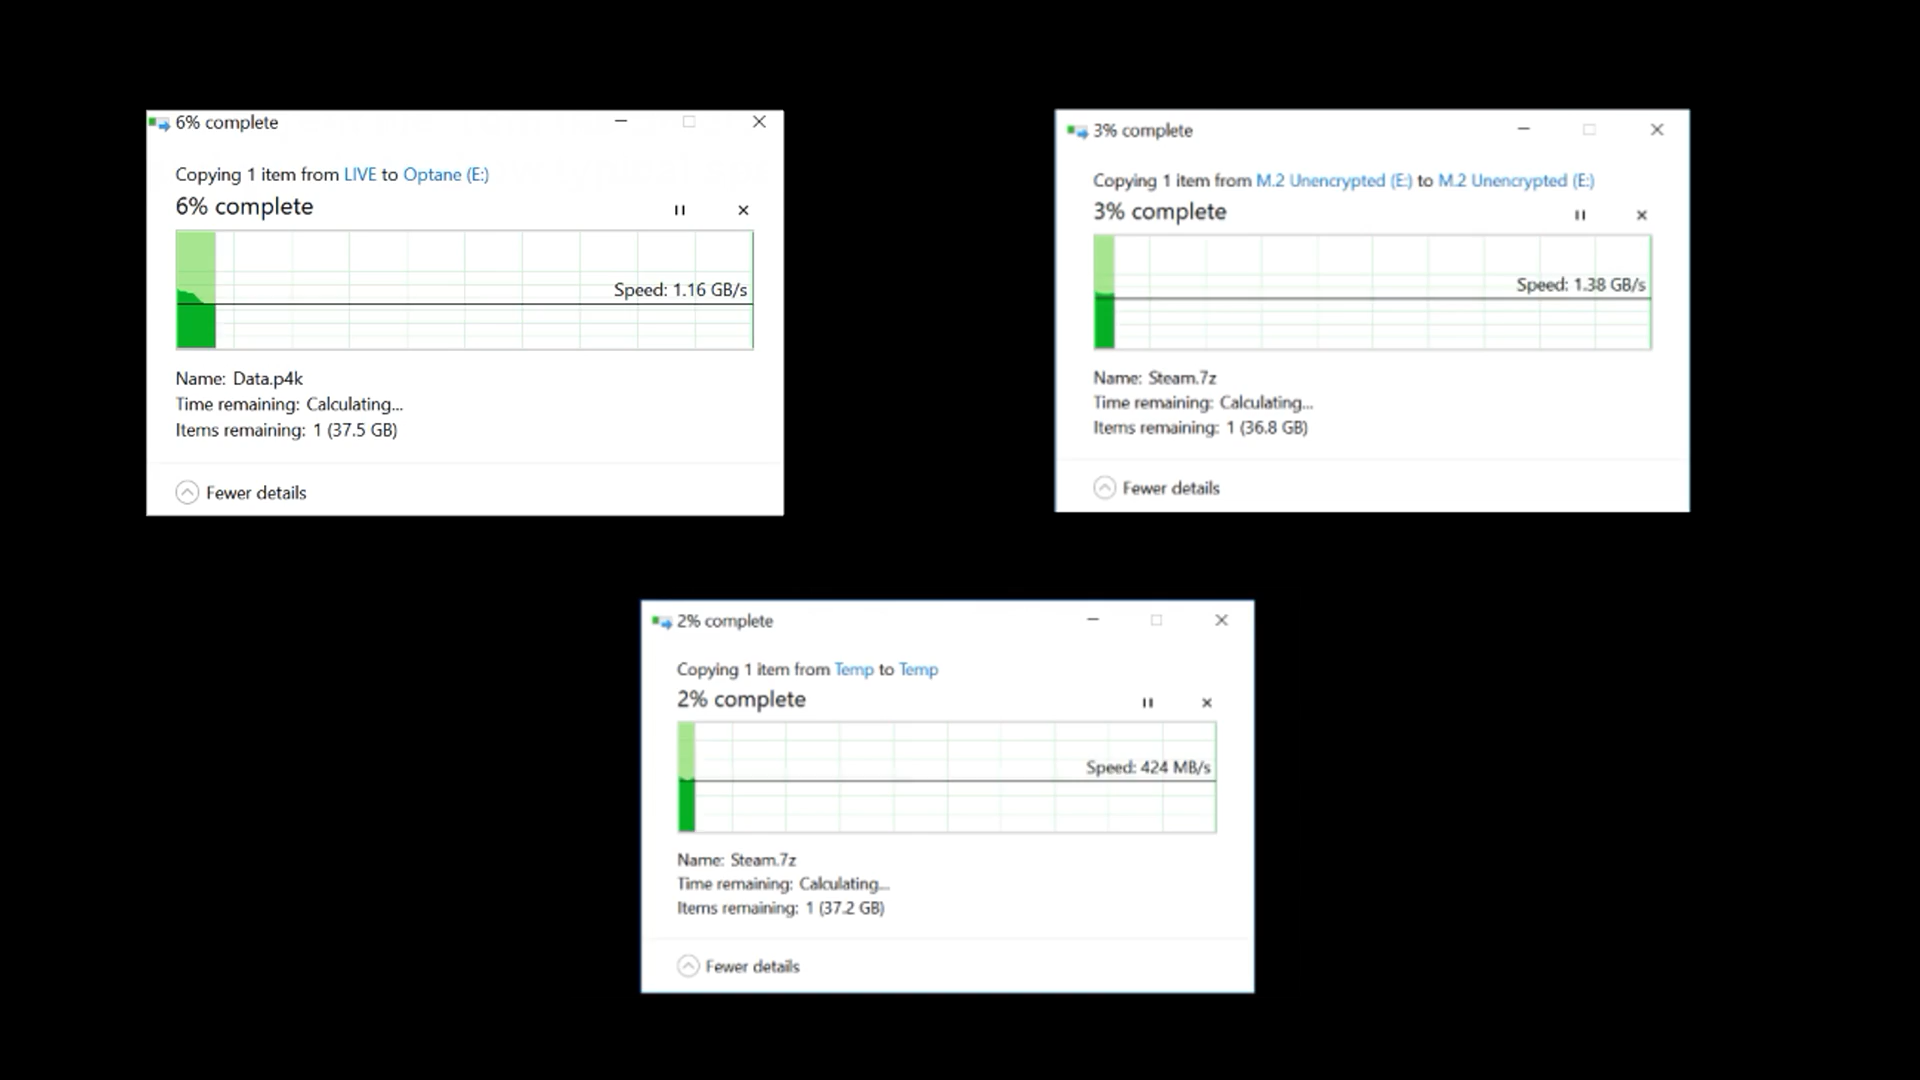 6% complete
Copying 1 item from LIVE to Optane (E:)
6% complete
Speed: 1.16 GB/s
Name: Data.p4k
Time remaining: Calculating...
Items remaining: 1 (37.5 GB)
Fewer details
3% complete
Copying 1 item from M.2 Unencrypted (E:) to M.2 Unencrypted (E:)
3% complete
Speed: 1.38 GB/s
Name: Steam.7z
Time remaining: Calculating...
Items remaining: 1 (36.8 GB)
Fewer details
2% complete
Copying 1 item from Temp to Temp
2% complete
Speed: 424 MB/s
Name: Steam.7z
Time remaining: Calculating...
Items remaining: 1 (37.2 GB)
Fewer details